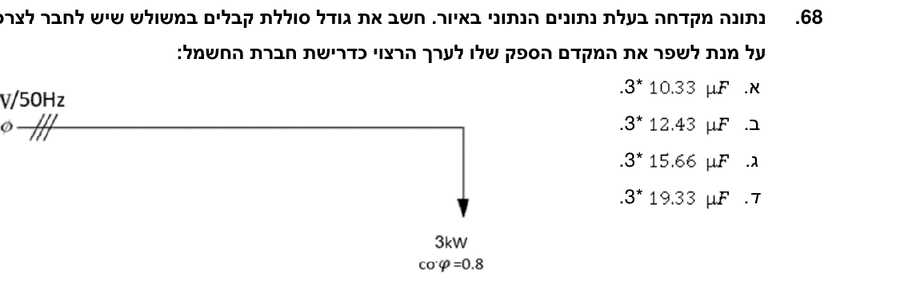 68. נתונה מקדחה בעלת נתונים הנתוני באיור. חשב את גודל סוללת קבלים במשולש שיש לחבר
על מנת לשפר את המקדם הספק שלו לערך הרצוי כדרישת חברת החשמל:
א. 10.33 µF *3.
ב. 12.43 µF *3.
ג. 15.66 µF *3.
ד. 19.33 µF *3.
V/50Hz
φ
3kW
coφ=0.8